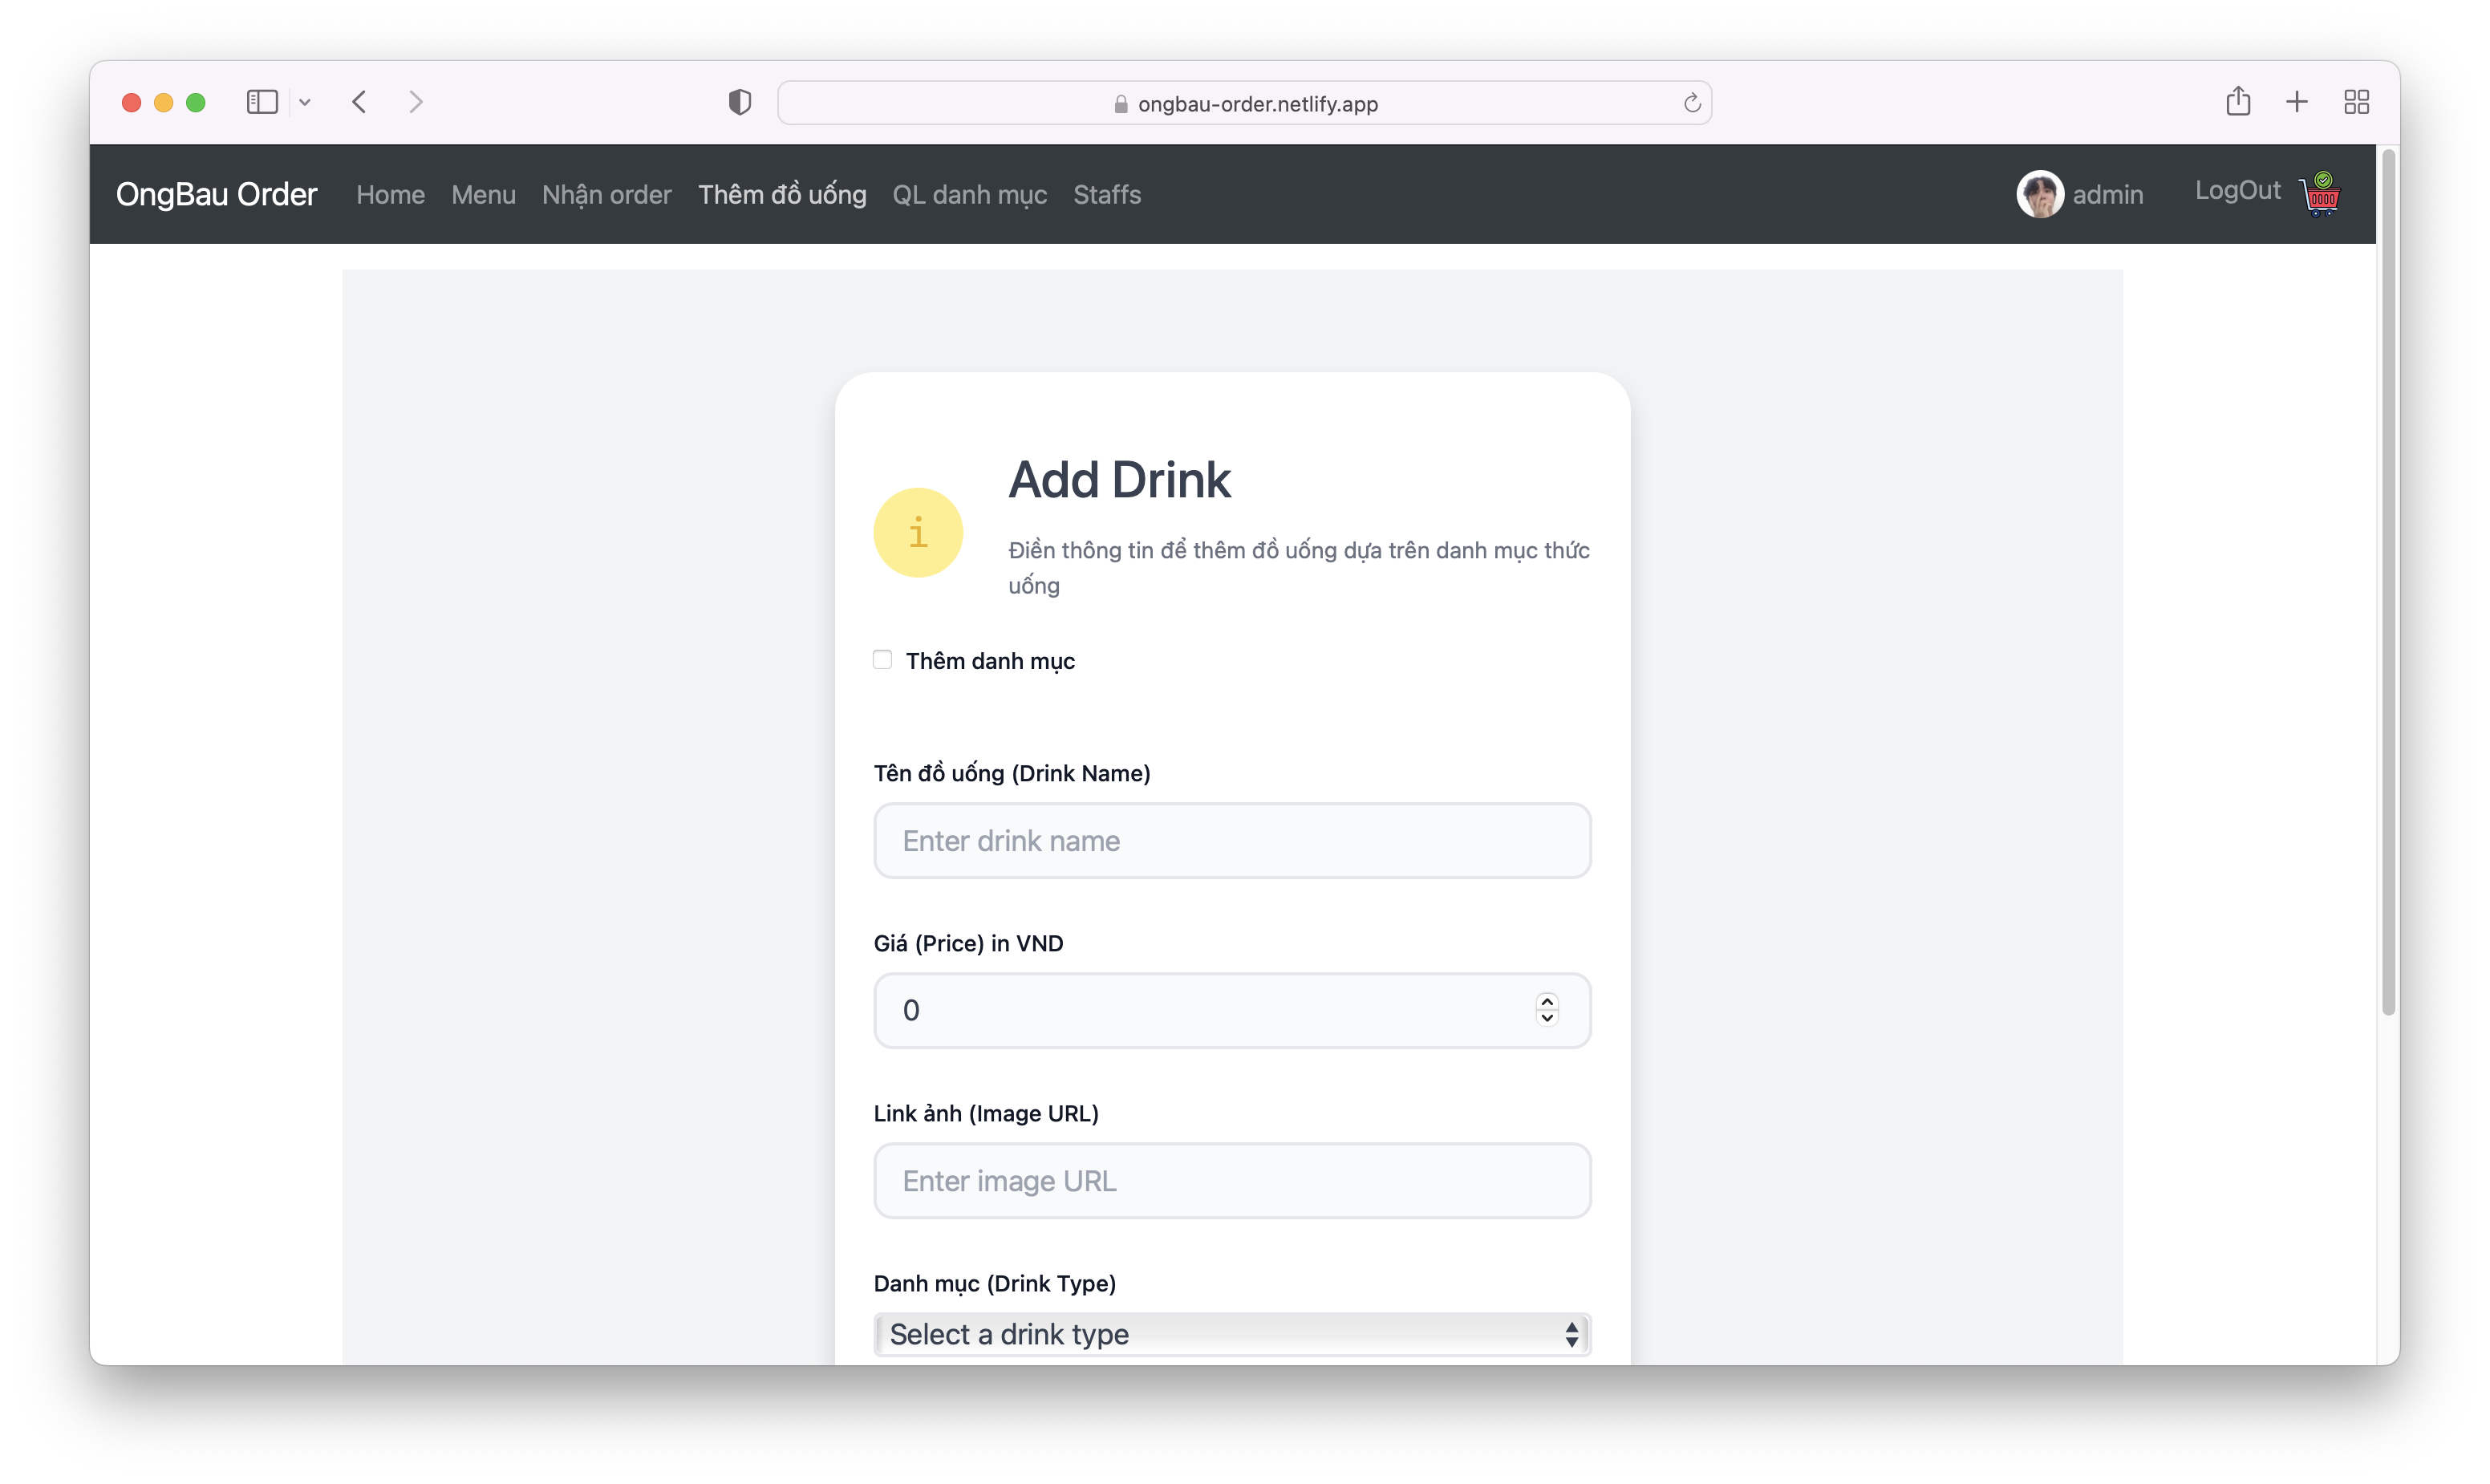 ongbau-order.netlify.app
OngBau Order Home Menu Nhận order Thêm đồ uống QL danh mục Staffs admin LogOut
i
Add Drink
Điền thông tin để thêm đồ uống dựa trên danh mục thức
uống
Thêm danh mục
Tên đồ uống (Drink Name)
Enter drink name
Giá (Price) in VND
0
Link ảnh (Image URL)
Enter image URL
Danh mục (Drink Type)
Select a drink type